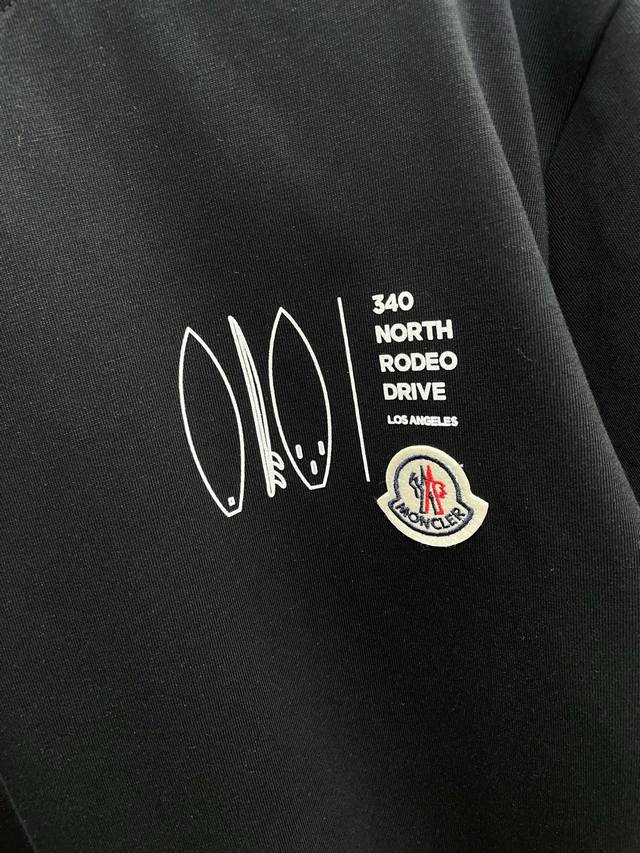 340
NORTH
RODEO
DRIVE
LOS ANGELES
MONCLER